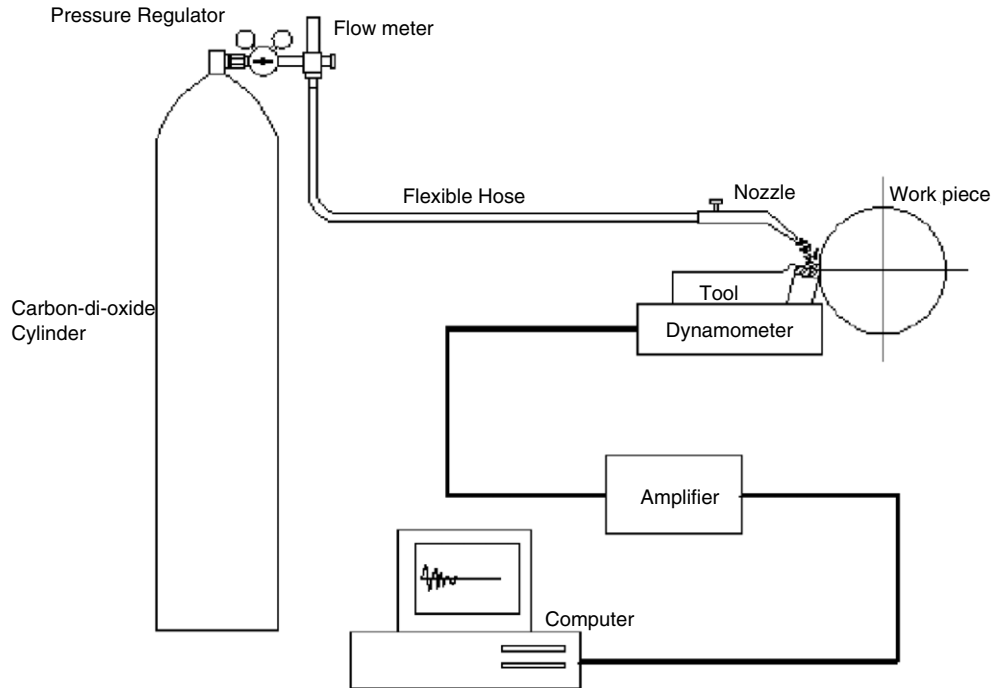 Pressure Regulator
Flow meter
Flexible Hose
Nozzle
Work piece
Carbon-di-oxide
Cylinder
Tool
Dynamometer
Amplifier
Computer